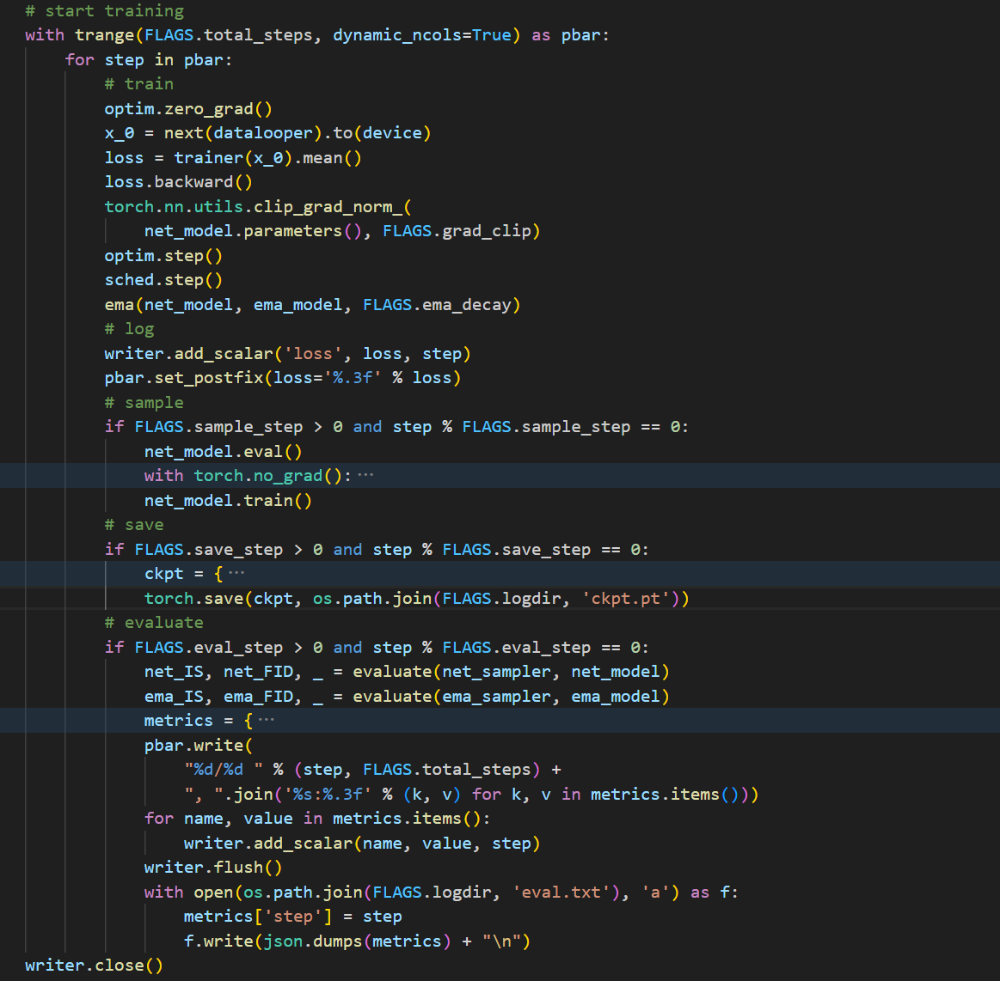 # start training
with trange(FLAGS.total_steps, dynamic_ncols=True) as pbar:
    for step in pbar:
        # train
        optim.zero_grad()
        x_0 = next(datalooper).to(device)
        loss = trainer(x_0).mean()
        loss.backward()
        torch.nn.utils.clip_grad_norm_(
            net_model.parameters(), FLAGS.grad_clip)
        optim.step()
        sched.step()
        ema(net_model, ema_model, FLAGS.ema_decay)
        # log
        writer.add_scalar('loss', loss, step)
        pbar.set_postfix(loss='%.3f' % loss)
        # sample
        if FLAGS.sample_step > 0 and step % FLAGS.sample_step == 0:
            net_model.eval()
            with torch.no_grad():···
            net_model.train()
        # save
        if FLAGS.save_step > 0 and step % FLAGS.save_step == 0:
            ckpt = {···
            torch.save(ckpt, os.path.join(FLAGS.logdir, 'ckpt.pt'))
        # evaluate
        if FLAGS.eval_step > 0 and step % FLAGS.eval_step == 0:
            net_IS, net_FID, _ = evaluate(net_sampler, net_model)
            ema_IS, ema_FID, _ = evaluate(ema_sampler, ema_model)
            metrics = {···
            pbar.write(
                "%d/%d " % (step, FLAGS.total_steps) +
                ", ".join('%s:%.3f' % (k, v) for k, v in metrics.items()))
            for name, value in metrics.items():
                writer.add_scalar(name, value, step)
            writer.flush()
            with open(os.path.join(FLAGS.logdir, 'eval.txt'), 'a') as f:
                metrics['step'] = step
                f.write(json.dumps(metrics) + "\n")
writer.close()